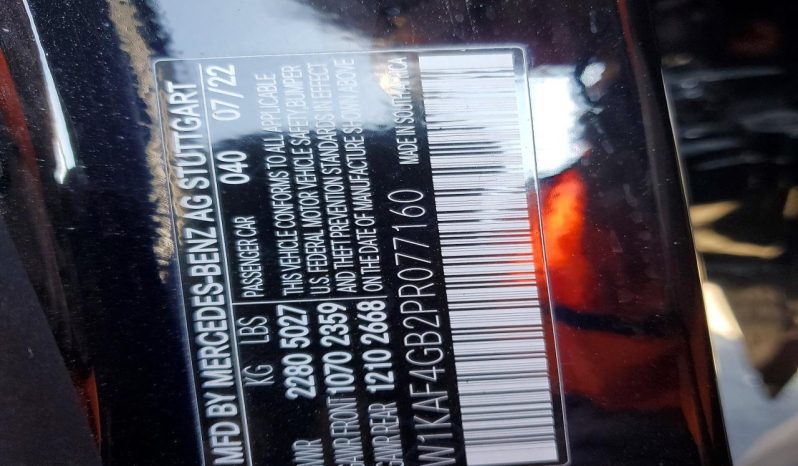 MFD BY MERCEDES-BENZ AG STUTTGART
KG LBS PASSENGER CAR 040 07/22
GVWR 2280 5027 THIS VEHICLE CONFORMS TO ALL APPLICABLE
U.S. FEDERAL MOTOR VEHICLE SAFETY, BUMPER
GAWR FRONT 1070 2359 AND THEFT PREVENTION STANDARDS IN EFFECT
GAWR REAR 1210 2668 ON THE DATE OF MANUFACTURE SHOWN ABOVE
W1KAF4GB2PR077160 MADE IN SOUTH AFRICA